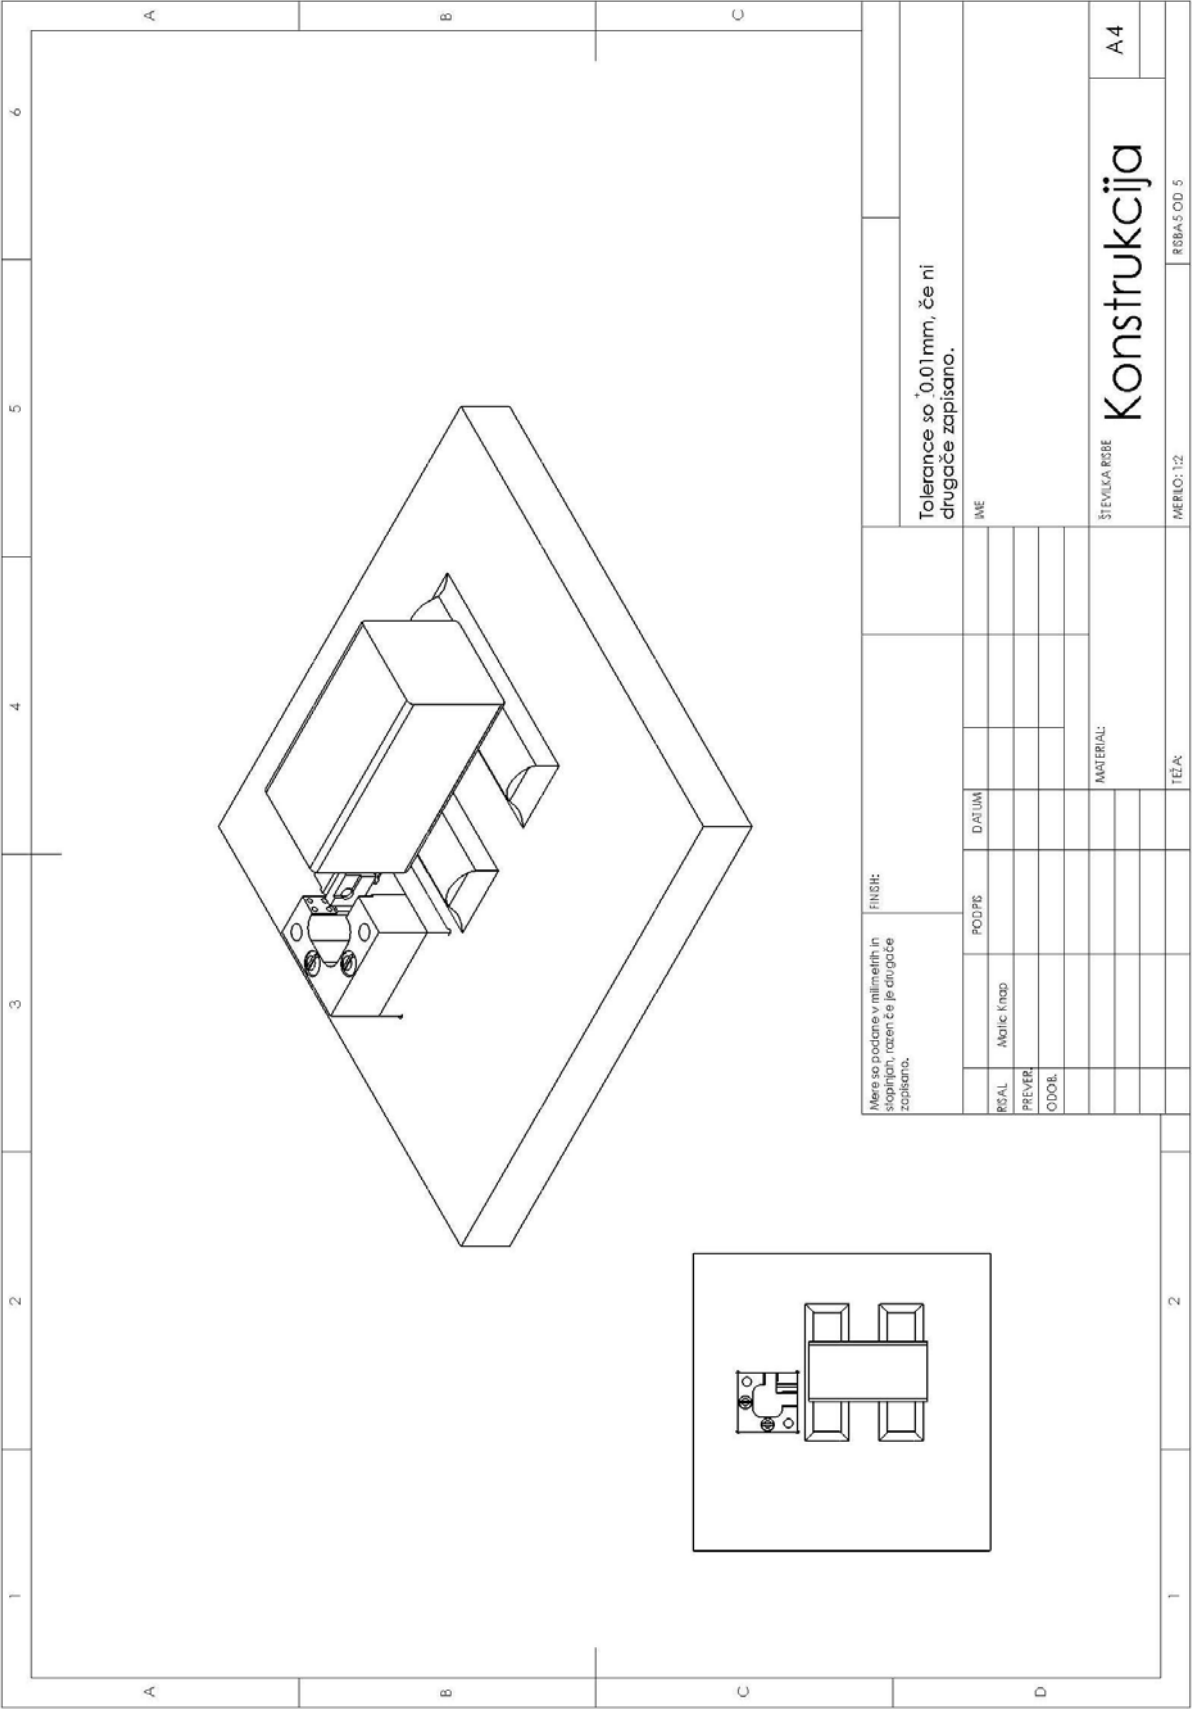 1
2
3
4
5
6
A
B
C
A
B
C
D
1
2
Mere so podane v milimetrih in
stopinjah, razen če je drugače
zapisano.
FINISH:
Tolerance so ±0.01mm, če ni
drugače zapisano.
PODPIS
DATUM
IME
RISAL
Matic Knap
PREVER.
ODOB.
MATERIAL:
ŠTEVILKA RISBE
Konstrukcija
A4
TEŽA:
MERILO: 1:2
RISBA 5 OD 5